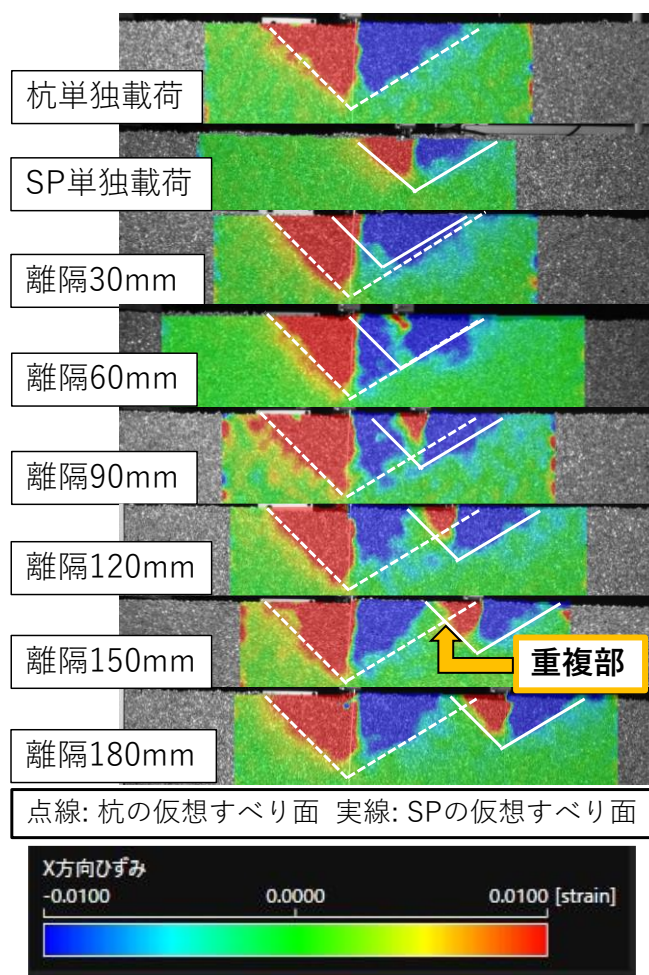 杭単独載荷
SP単独載荷
離隔30mm
離隔60mm
離隔90mm
離隔120mm
離隔150mm
重複部
離隔180mm
点線: 杭の仮想すべり面 実線: SPの仮想すべり面
X方向ひずみ
-0.0100 0.0000 0.0100 [strain]